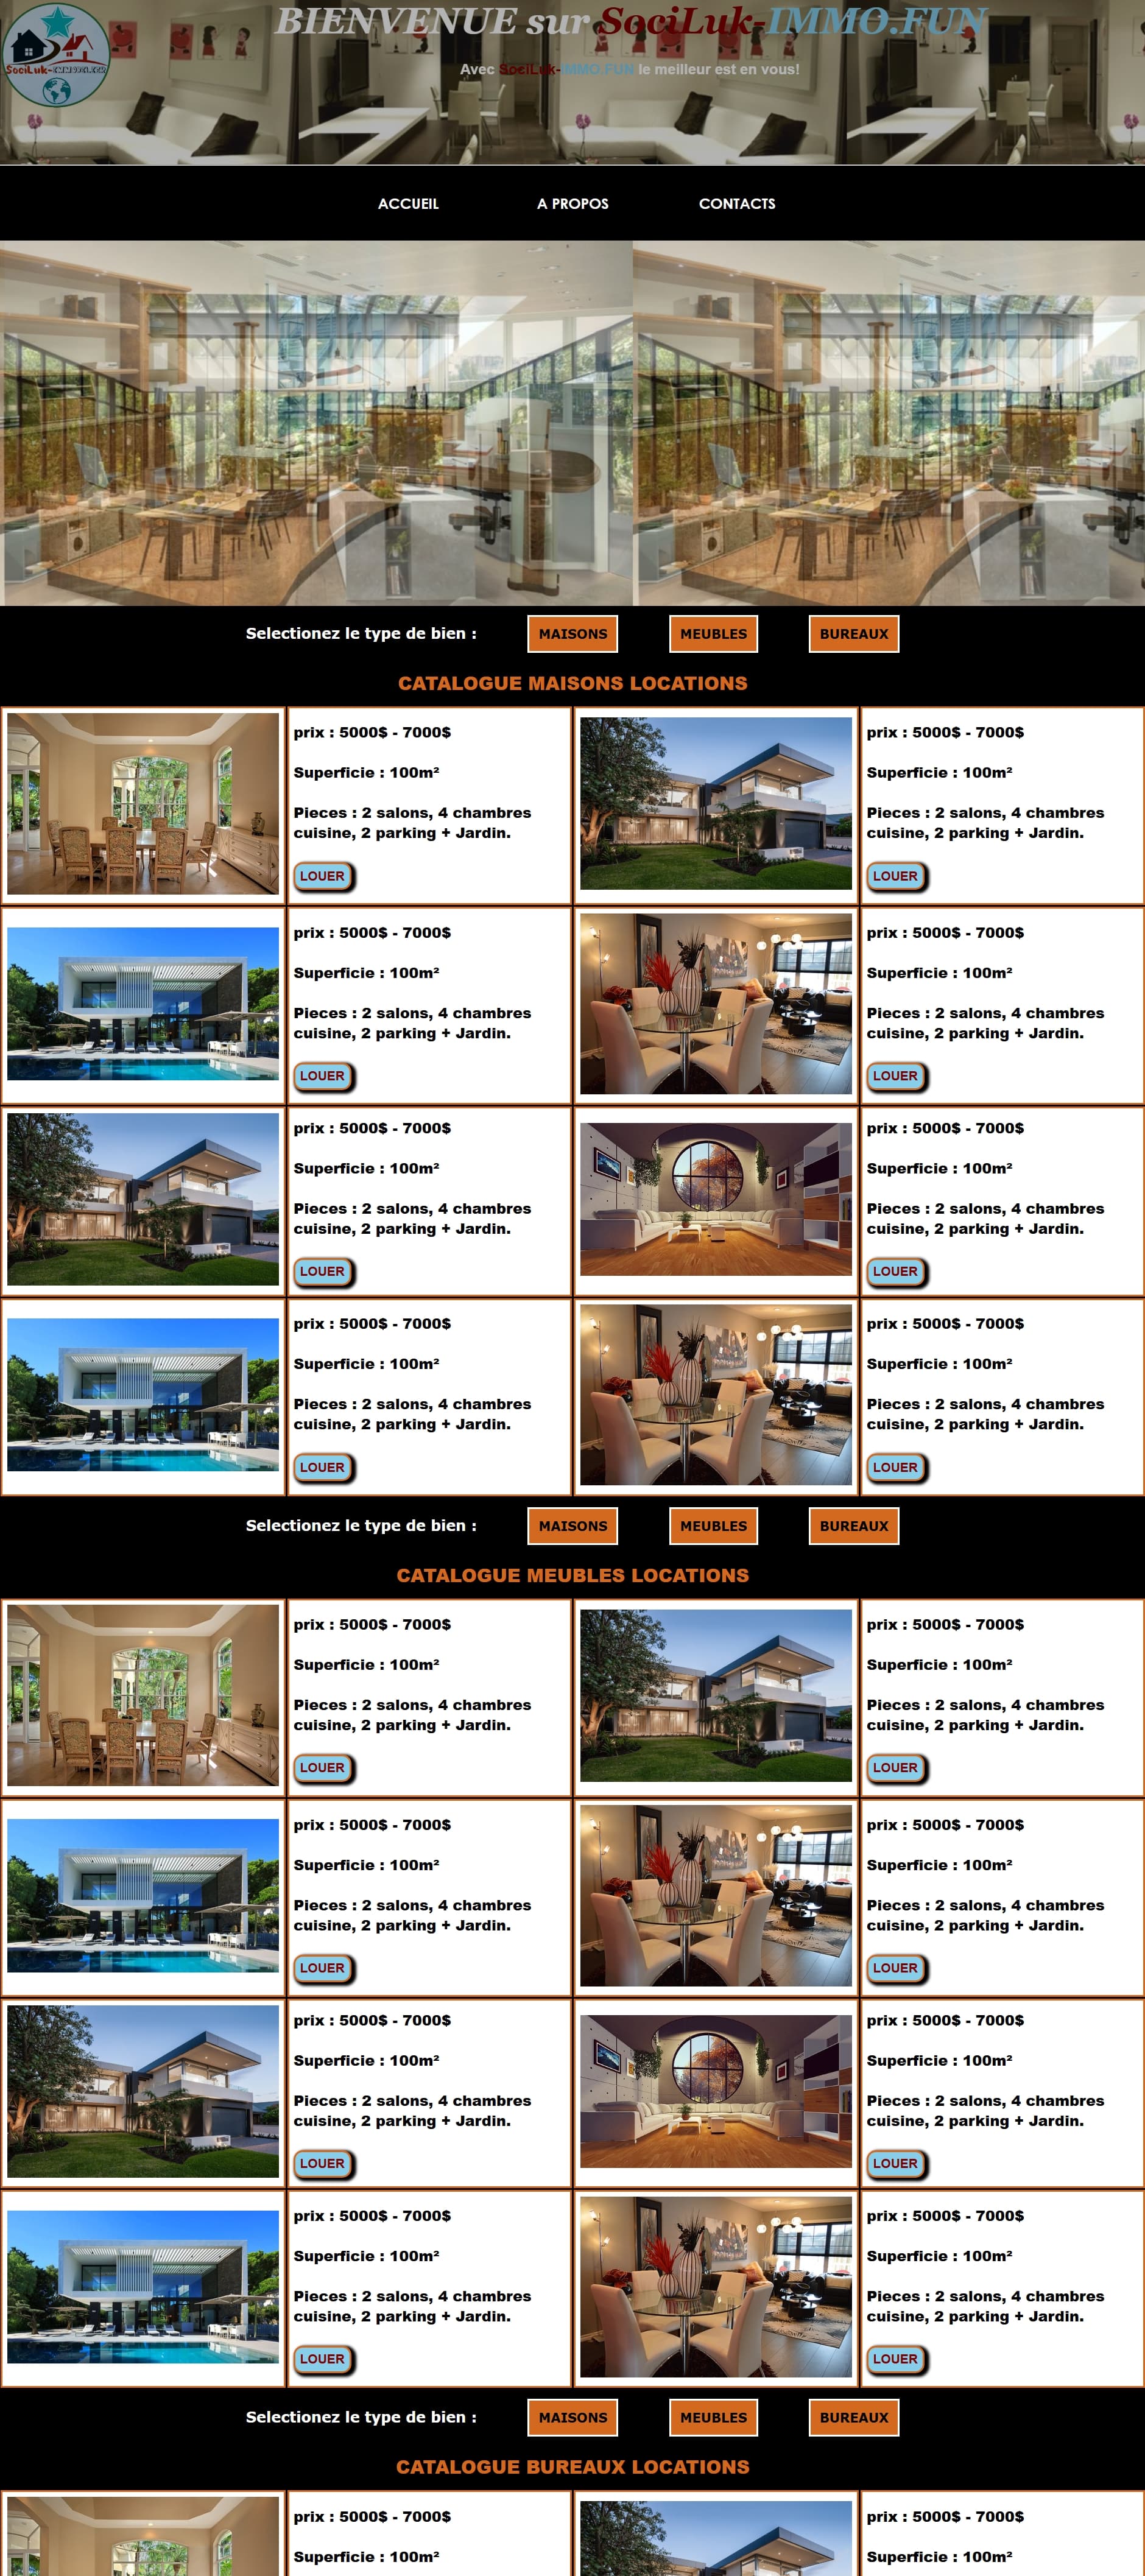 BIENVENUE sur SociLuk-IMMO.FUN
SociLuk-IMMOBILIER
Avec SociLuk-IMMO.FUN le meilleur est en vous!
ACCUEIL A PROPOS CONTACTS
Selectionez le type de bien : MAISONS MEUBLES BUREAUX
CATALOGUE MAISONS LOCATIONS
prix : 5000$ - 7000$ prix : 5000$ - 7000$
Superficie : 100m² Superficie : 100m²
Pieces : 2 salons, 4 chambres Pieces : 2 salons, 4 chambres
cuisine, 2 parking + Jardin. cuisine, 2 parking + Jardin.
LOUER LOUER
prix : 5000$ - 7000$ prix : 5000$ - 7000$
Superficie : 100m² Superficie : 100m²
Pieces : 2 salons, 4 chambres Pieces : 2 salons, 4 chambres
cuisine, 2 parking + Jardin. cuisine, 2 parking + Jardin.
LOUER LOUER
prix : 5000$ - 7000$ prix : 5000$ - 7000$
Superficie : 100m² Superficie : 100m²
Pieces : 2 salons, 4 chambres Pieces : 2 salons, 4 chambres
cuisine, 2 parking + Jardin. cuisine, 2 parking + Jardin.
LOUER LOUER
prix : 5000$ - 7000$ prix : 5000$ - 7000$
Superficie : 100m² Superficie : 100m²
Pieces : 2 salons, 4 chambres Pieces : 2 salons, 4 chambres
cuisine, 2 parking + Jardin. cuisine, 2 parking + Jardin.
LOUER LOUER
Selectionez le type de bien : MAISONS MEUBLES BUREAUX
CATALOGUE MEUBLES LOCATIONS
prix : 5000$ - 7000$ prix : 5000$ - 7000$
Superficie : 100m² Superficie : 100m²
Pieces : 2 salons, 4 chambres Pieces : 2 salons, 4 chambres
cuisine, 2 parking + Jardin. cuisine, 2 parking + Jardin.
LOUER LOUER
prix : 5000$ - 7000$ prix : 5000$ - 7000$
Superficie : 100m² Superficie : 100m²
Pieces : 2 salons, 4 chambres Pieces : 2 salons, 4 chambres
cuisine, 2 parking + Jardin. cuisine, 2 parking + Jardin.
LOUER LOUER
prix : 5000$ - 7000$ prix : 5000$ - 7000$
Superficie : 100m² Superficie : 100m²
Pieces : 2 salons, 4 chambres Pieces : 2 salons, 4 chambres
cuisine, 2 parking + Jardin. cuisine, 2 parking + Jardin.
LOUER LOUER
prix : 5000$ - 7000$ prix : 5000$ - 7000$
Superficie : 100m² Superficie : 100m²
Pieces : 2 salons, 4 chambres Pieces : 2 salons, 4 chambres
cuisine, 2 parking + Jardin. cuisine, 2 parking + Jardin.
LOUER LOUER
Selectionez le type de bien : MAISONS MEUBLES BUREAUX
CATALOGUE BUREAUX LOCATIONS
prix : 5000$ - 7000$ prix : 5000$ - 7000$
Superficie : 100m² Superficie : 100m²